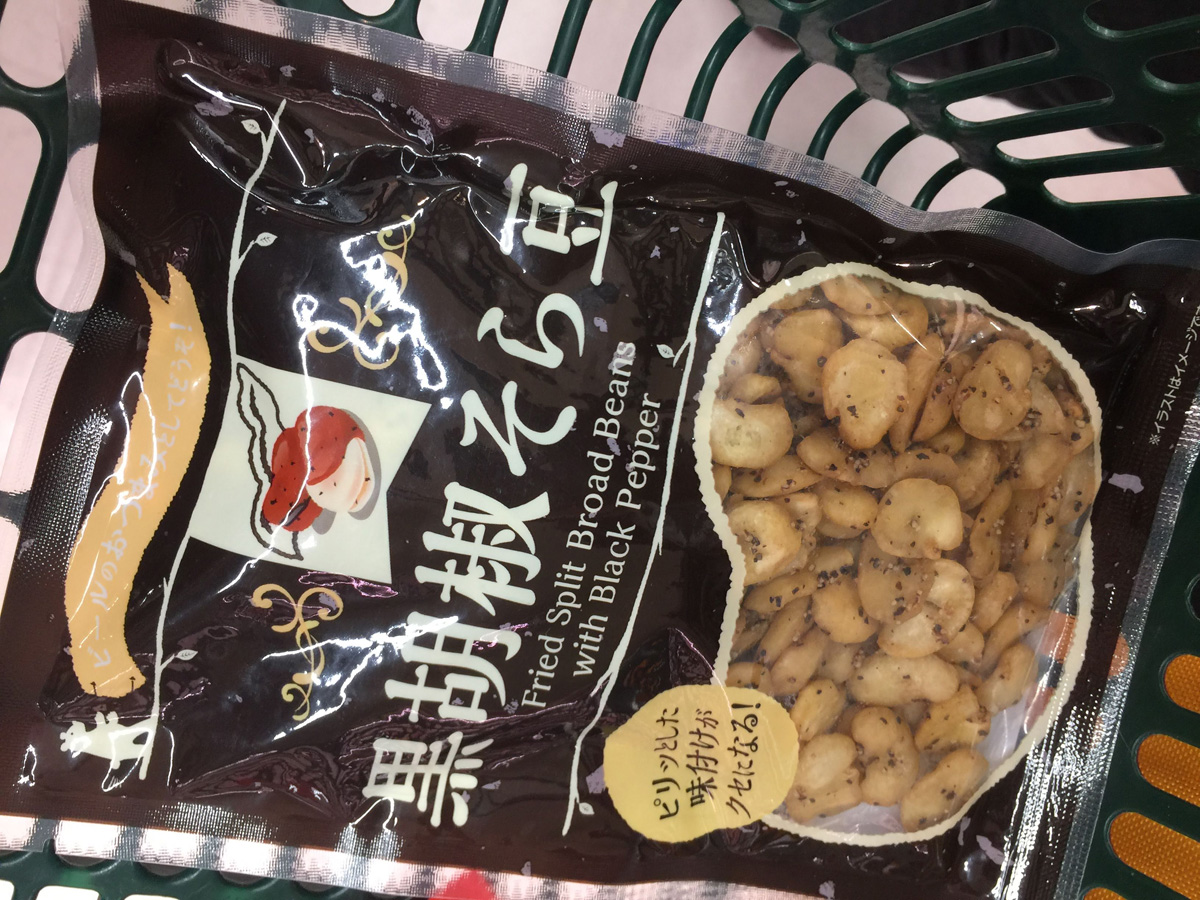 ビールのおつまみとしてどうぞ!
黒胡椒そら豆
Fried Split Broad Beans
with Black Pepper
ピリッとした
味付けが
クセになる!
※イラストはイメージです